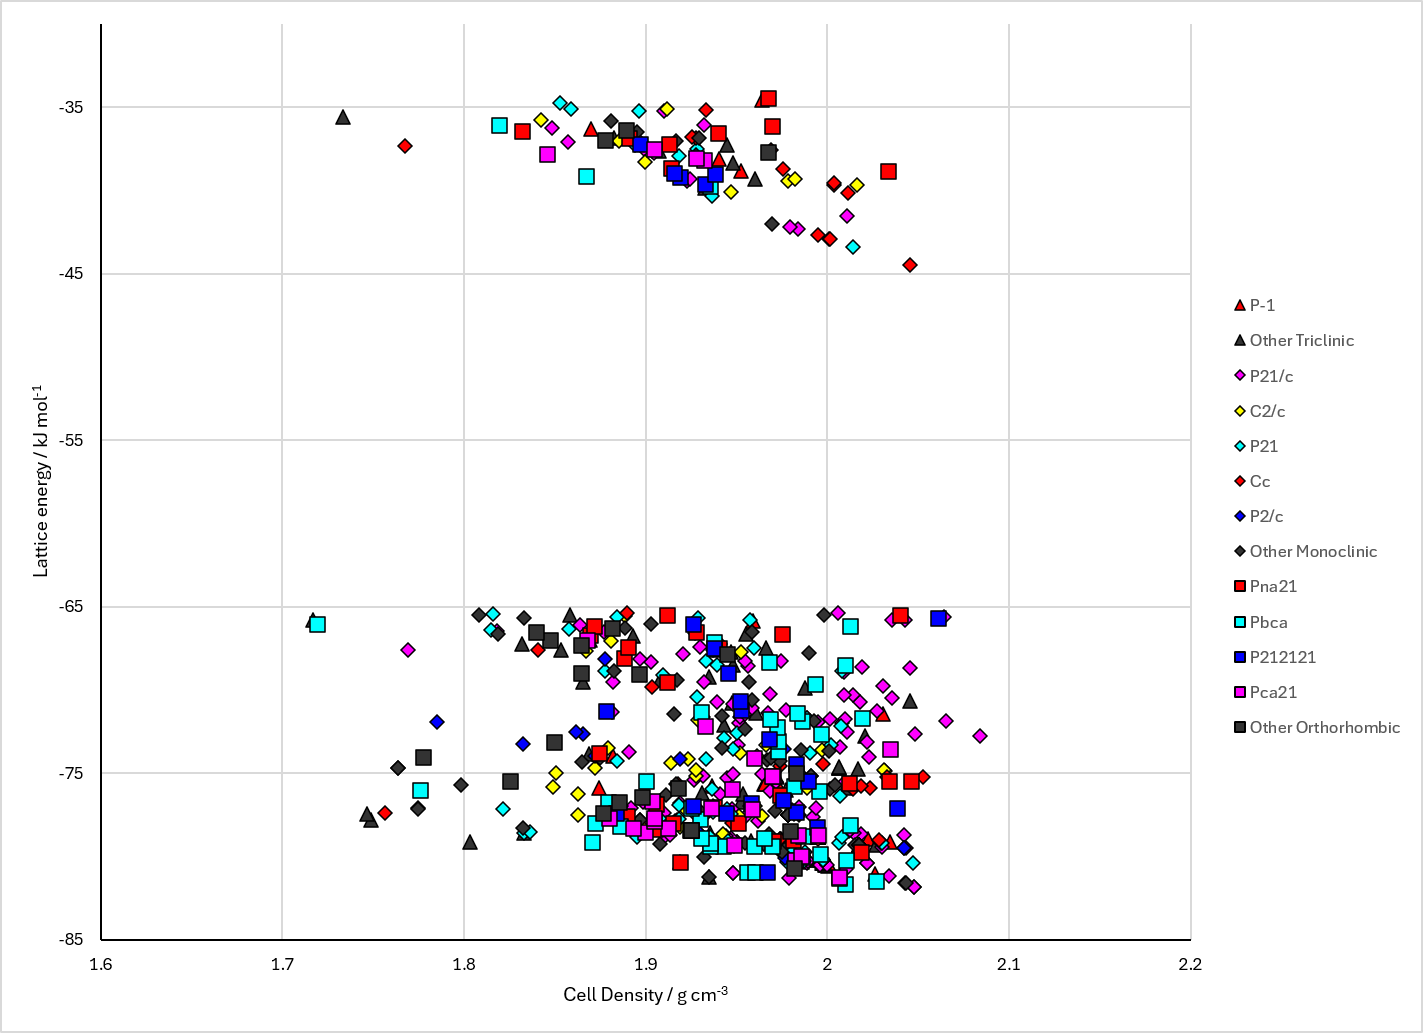 -35
-45
-55
-65
-75
-85
Lattice energy / kJ mol-1
1.6
1.7
1.8
1.9
2
2.1
2.2
Cell Density / g cm-3
P-1
Other Triclinic
P21/c
C2/c
P21
Cc
P2/c
Other Monoclinic
Pna21
Pbca
P212121
Pca21
Other Orthorhombic